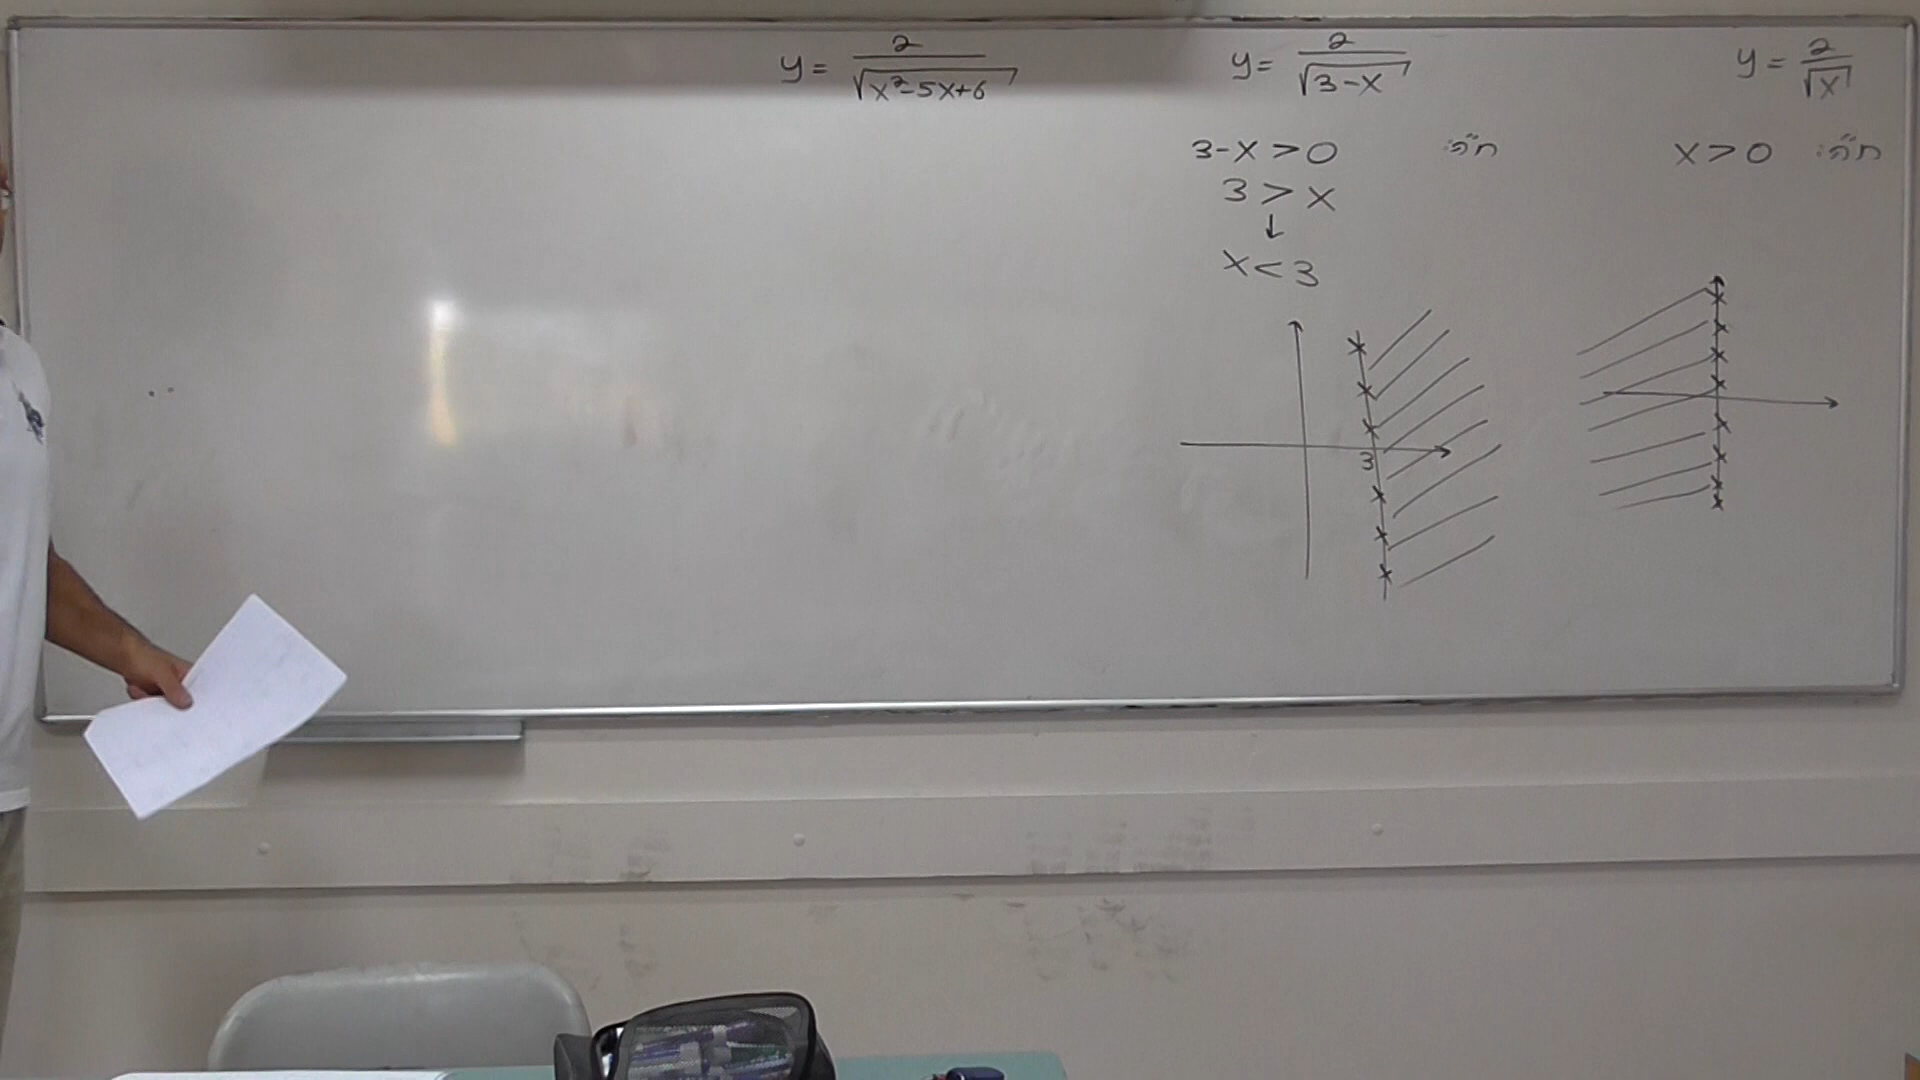 y = 2/√x
ת"ה: x > 0
y = 2/√(3-x)
ת"ה: 3-x > 0
3 > x
↓
x < 3
3
y = 2/√(x²-5x+6)